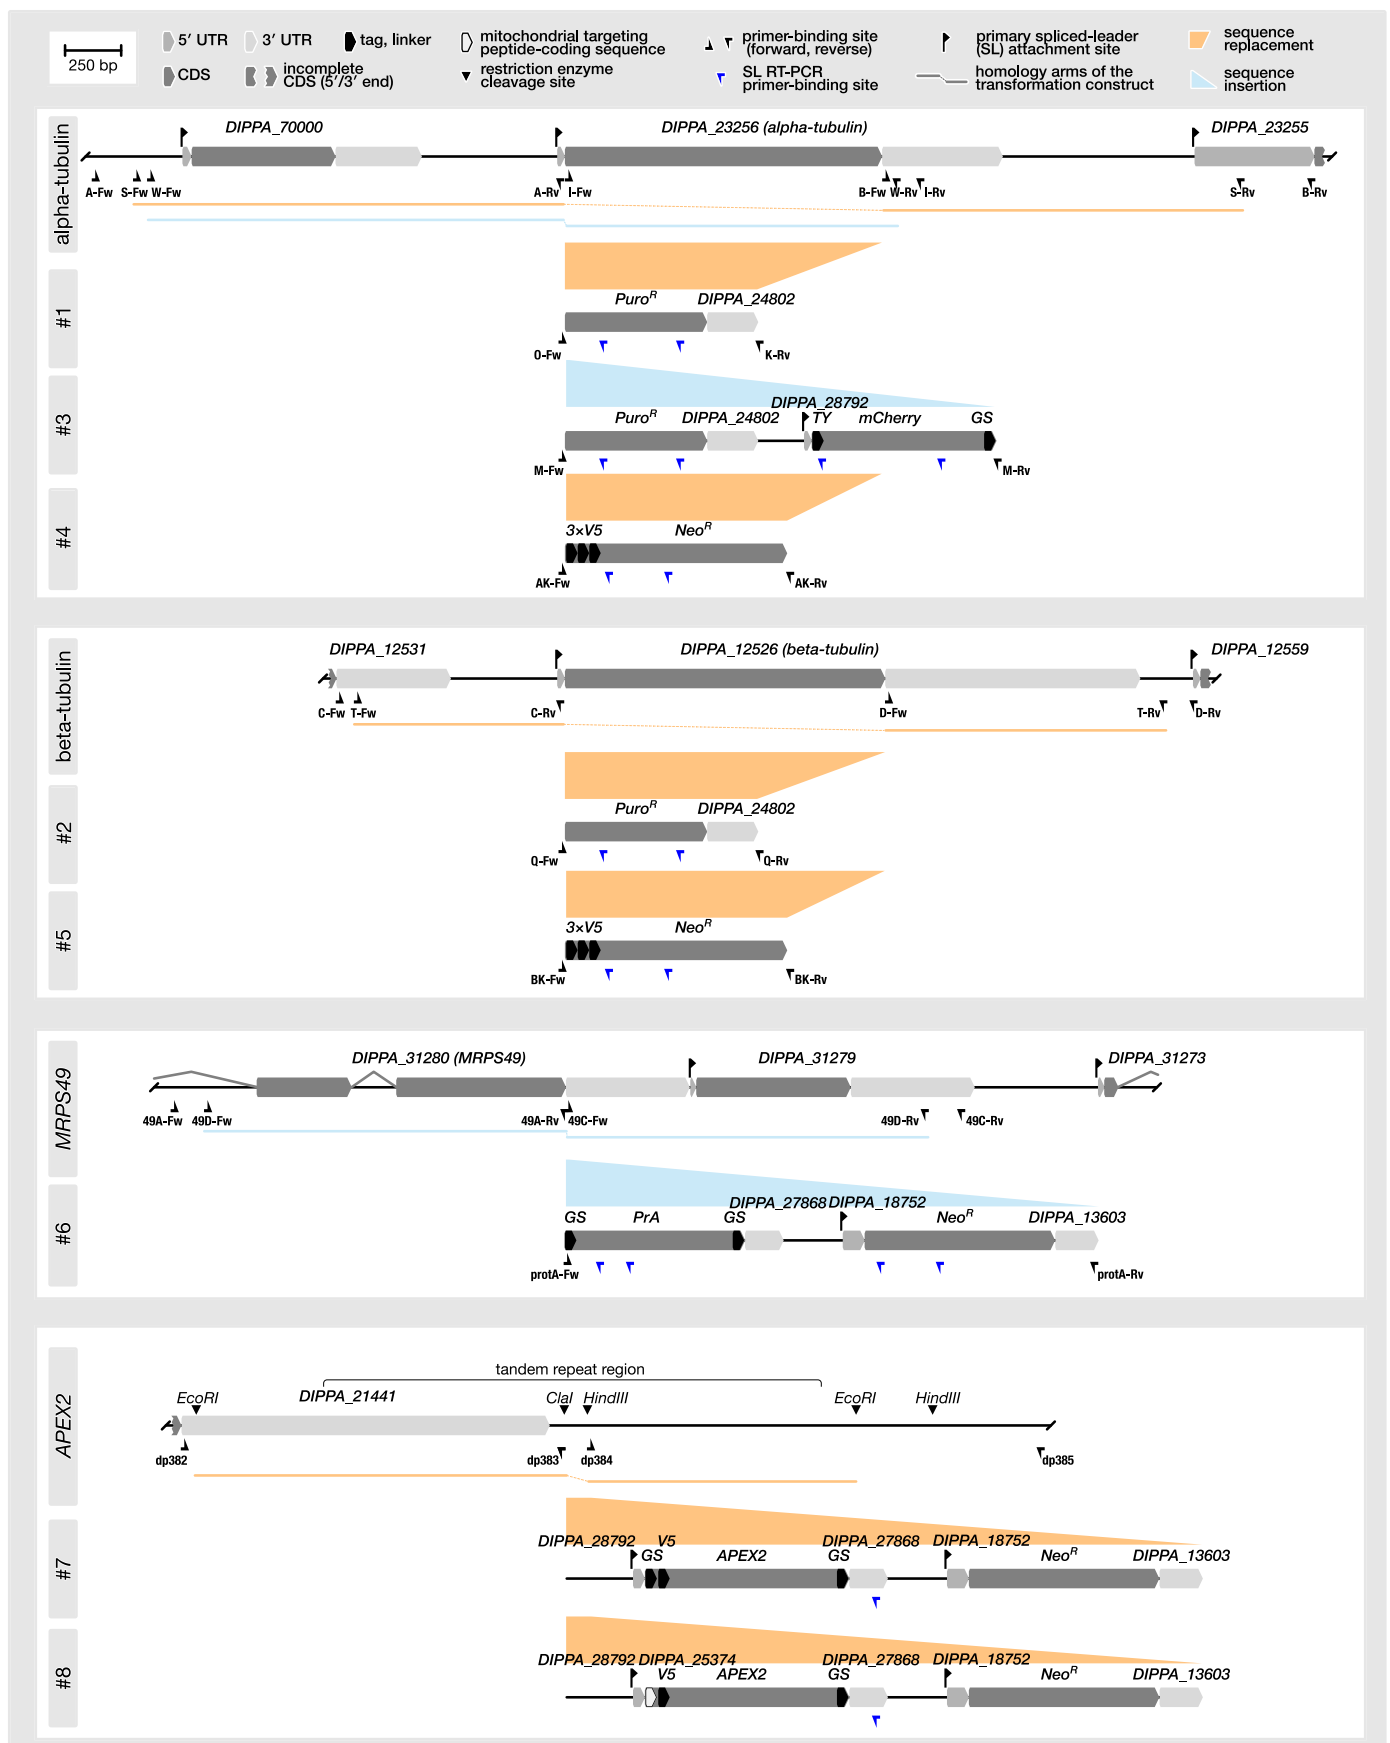 250 bp
5′ UTR
3′ UTR
tag, linker
mitochondrial targeting
peptide-coding sequence
primer-binding site
(forward, reverse)
primary spliced-leader
(SL) attachment site
sequence
replacement
CDS
incomplete
CDS (5′/3′ end)
restriction enzyme
cleavage site
SL RT-PCR
primer-binding site
homology arms of the
transformation construct
sequence
insertion
alpha-tubulin
DIPPA_70000
DIPPA_23256 (alpha-tubulin)
DIPPA_23255
A-Fw S-Fw W-Fw A-Rv I-Fw B-Fw W-Rv I-Rv S-Rv B-Rv
#1
Puro^R DIPPA_24802
O-Fw K-Rv
#3
DIPPA_28792
Puro^R DIPPA_24802 TY mCherry GS
M-Fw M-Rv
#4
3×V5 Neo^R
AK-Fw AK-Rv
beta-tubulin
DIPPA_12531 DIPPA_12526 (beta-tubulin) DIPPA_12559
C-Fw T-Fw C-Rv D-Fw T-Rv D-Rv
#2
Puro^R DIPPA_24802
Q-Fw Q-Rv
#5
3×V5 Neo^R
BK-Fw BK-Rv
MRPS49
DIPPA_31280 (MRPS49) DIPPA_31279 DIPPA_31273
49A-Fw 49D-Fw 49A-Rv 49C-Fw 49D-Rv 49C-Rv
#6
DIPPA_27868 DIPPA_18752
GS PrA GS Neo^R DIPPA_13603
protA-Fw protA-Rv
APEX2
tandem repeat region
EcoRI DIPPA_21441 ClaI HindIII EcoRI HindIII
dp382 dp383 dp384 dp385
#7
DIPPA_28792 V5 DIPPA_27868 DIPPA_18752
GS APEX2 GS Neo^R DIPPA_13603
#8
DIPPA_28792 DIPPA_25374 DIPPA_27868 DIPPA_18752
V5 APEX2 GS Neo^R DIPPA_13603